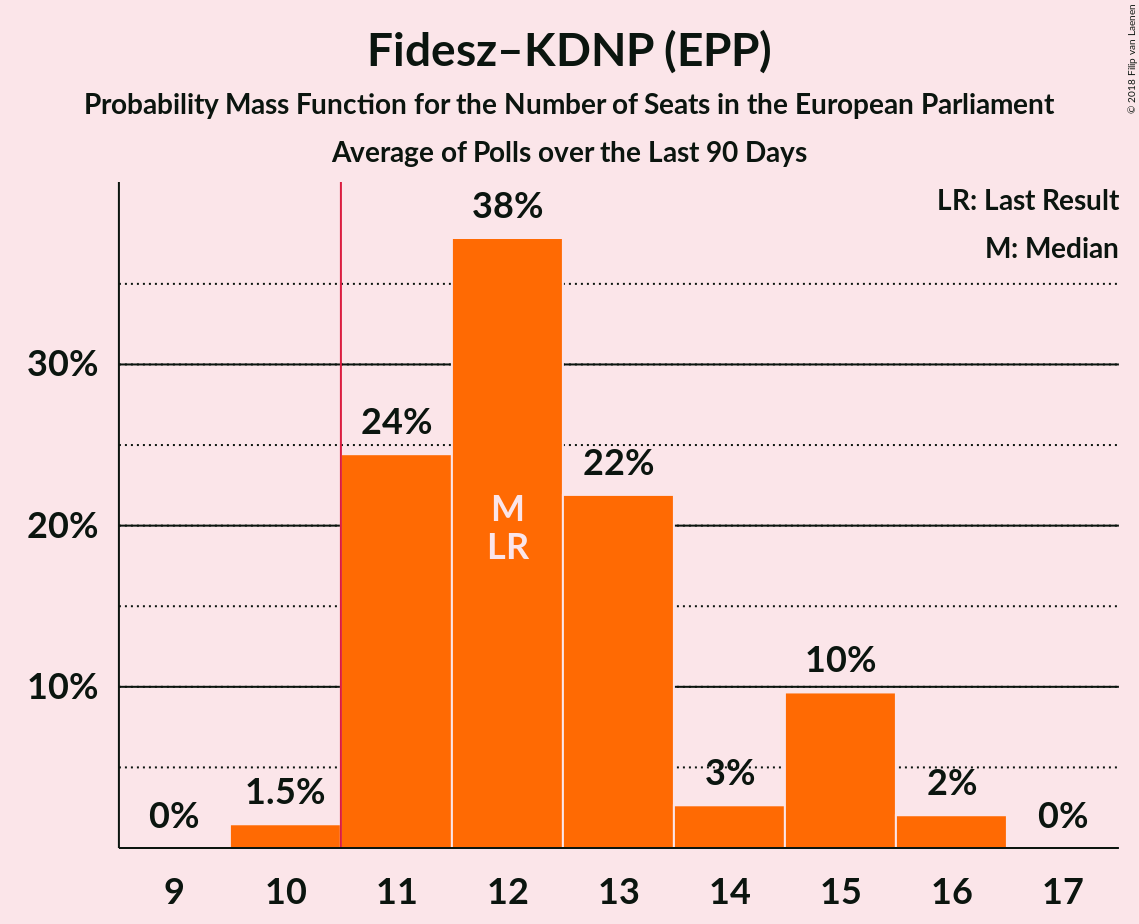 Fidesz–KDNP (EPP)
Probability Mass Function for the Number of Seats in the European Parliament
Average of Polls over the Last 90 Days
© 2018 Filip van Laenen
LR: Last Result
M: Median
38%
30%
24%
22%
M
LR
20%
10%
10%
3%
2%
1.5%
0%
0%
9 10 11 12 13 14 15 16 17